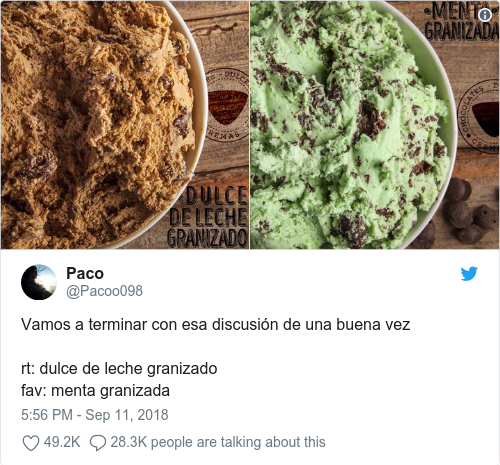 MENTA
GRANIZADA
DULCE
DE LECHE
GRANIZADO
Paco
@Pacoo098
Vamos a terminar con esa discusión de una buena vez
rt: dulce de leche granizado
fav: menta granizada
5:56 PM - Sep 11, 2018
49.2K 28.3K people are talking about this